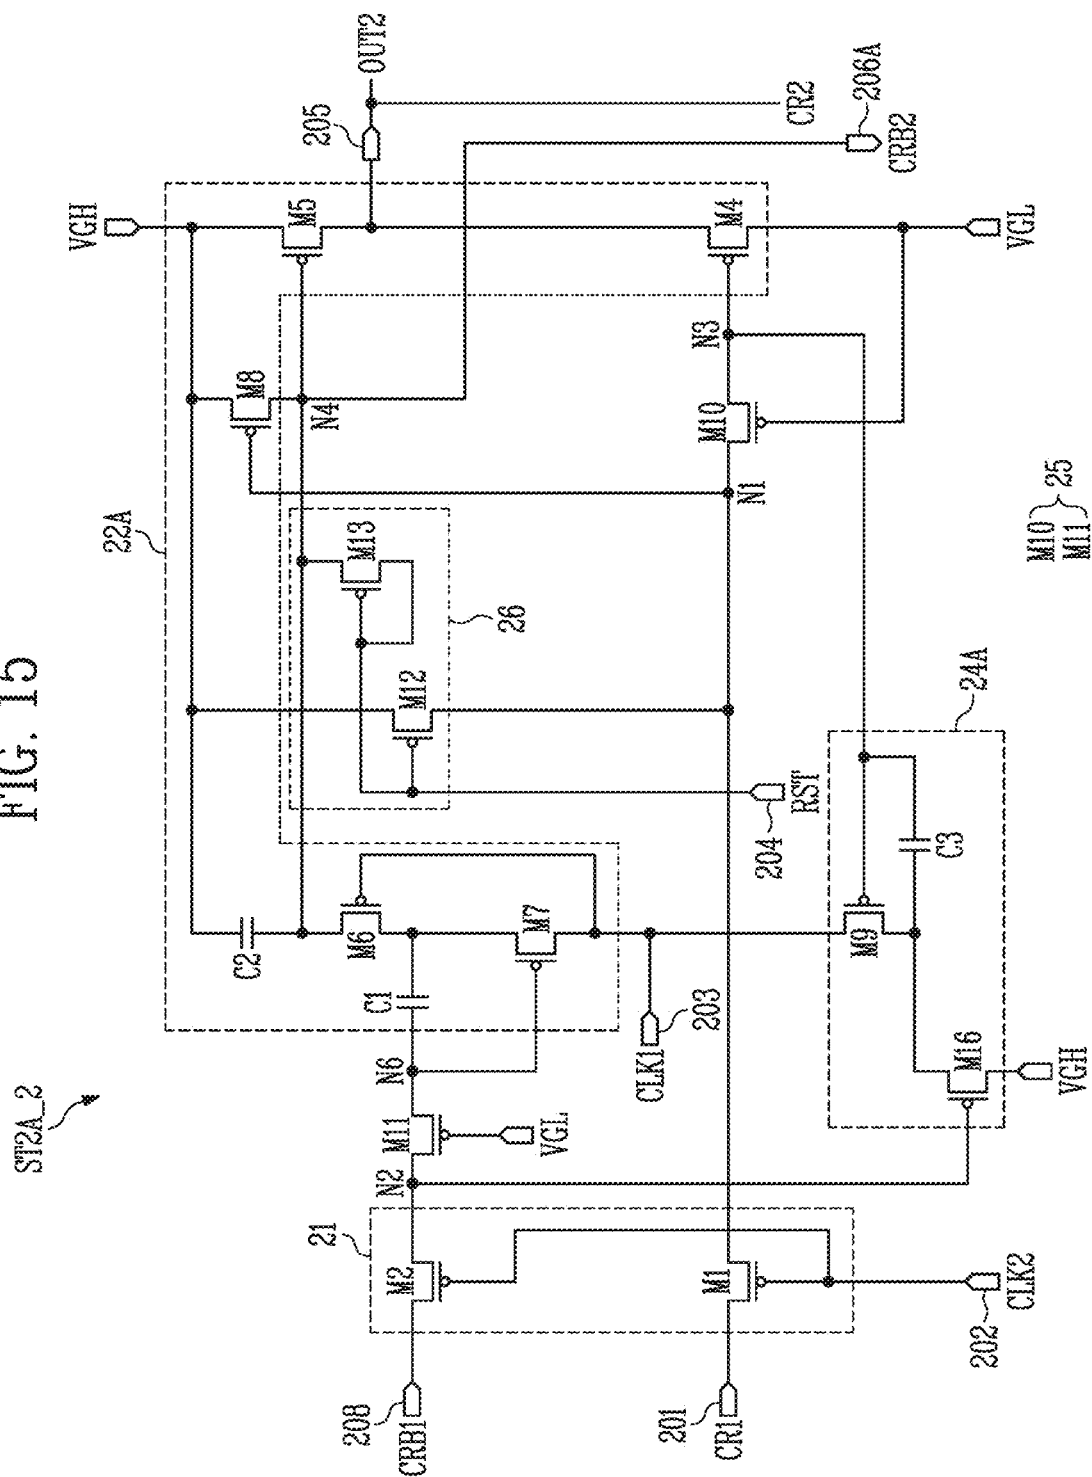 FIG. 15
ST2A_2
22A
VGH
M5
205
OUT2
CR2
206A
CRB2
M8
N4
C2
M6
C1
M7
M13
M12
26
RST
204
N3
M4
VGL
M10
N1
M10
M11
25
24A
C3
M9
M16
VGH
CLK1
203
N6
M11
VGL
N2
21
M2
M1
CLK2
202
208
CRB1
201
CR1